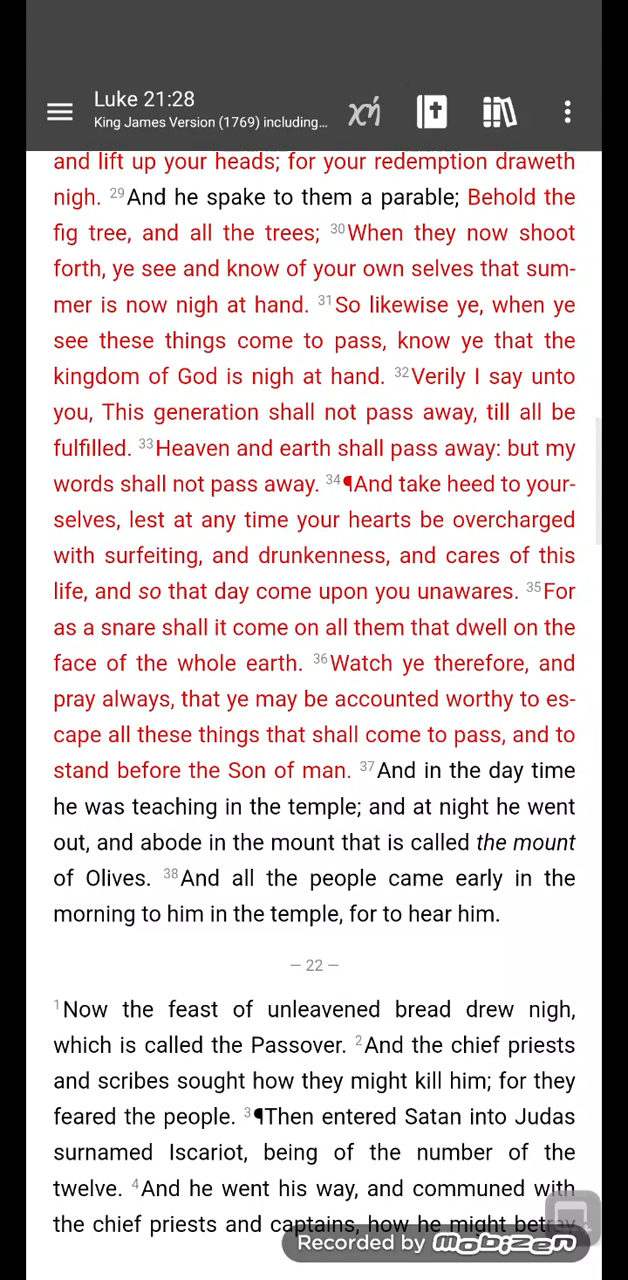 Luke 21:28
King James Version (1769) including...
and lift up your heads; for your redemption draweth
nigh. 29And he spake to them a parable; Behold the
fig tree, and all the trees; 30When they now shoot
forth, ye see and know of your own selves that sum-
mer is now nigh at hand. 31So likewise ye, when ye
see these things come to pass, know ye that the
kingdom of God is nigh at hand. 32Verily I say unto
you, This generation shall not pass away, till all be
fulfilled. 33Heaven and earth shall pass away: but my
words shall not pass away. 34¶And take heed to your-
selves, lest at any time your hearts be overcharged
with surfeiting, and drunkenness, and cares of this
life, and so that day come upon you unawares. 35For
as a snare shall it come on all them that dwell on the
face of the whole earth. 36Watch ye therefore, and
pray always, that ye may be accounted worthy to es-
cape all these things that shall come to pass, and to
stand before the Son of man. 37And in the day time
he was teaching in the temple; and at night he went
out, and abode in the mount that is called the mount
of Olives. 38And all the people came early in the
morning to him in the temple, for to hear him.
– 22 –
1Now the feast of unleavened bread drew nigh,
which is called the Passover. 2And the chief priests
and scribes sought how they might kill him; for they
feared the people. 3¶Then entered Satan into Judas
surnamed Iscariot, being of the number of the
twelve. 4And he went his way, and communed with
the chief priests and captains, how he might betray
Recorded by Mobizen